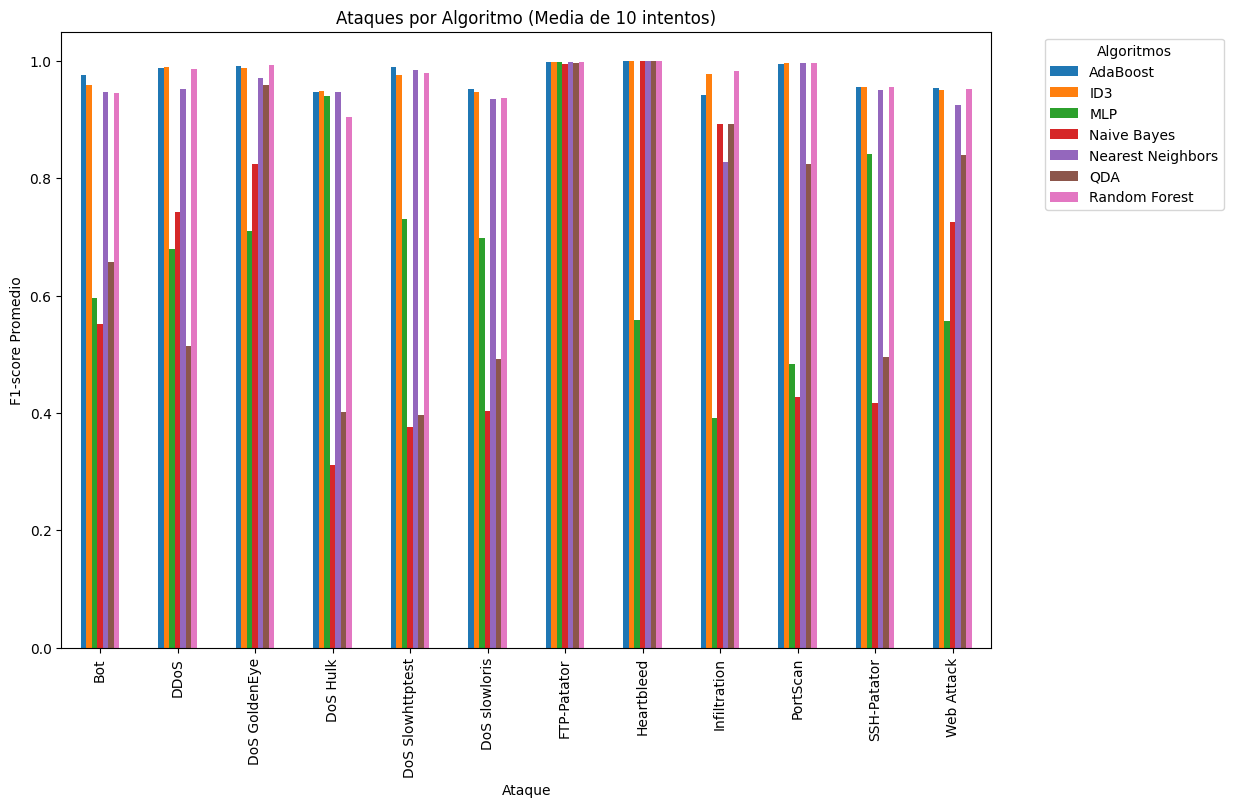 Ataques por Algoritmo (Media de 10 intentos)
F1-score Promedio
1.0
0.8
0.6
0.4
0.2
0.0
Bot
DDoS
DoS GoldenEye
DoS Hulk
DoS Slowhttptest
DoS slowloris
FTP-Patator
Heartbleed
Infiltration
PortScan
SSH-Patator
Web Attack
Ataque
Algoritmos
AdaBoost
ID3
MLP
Naive Bayes
Nearest Neighbors
QDA
Random Forest